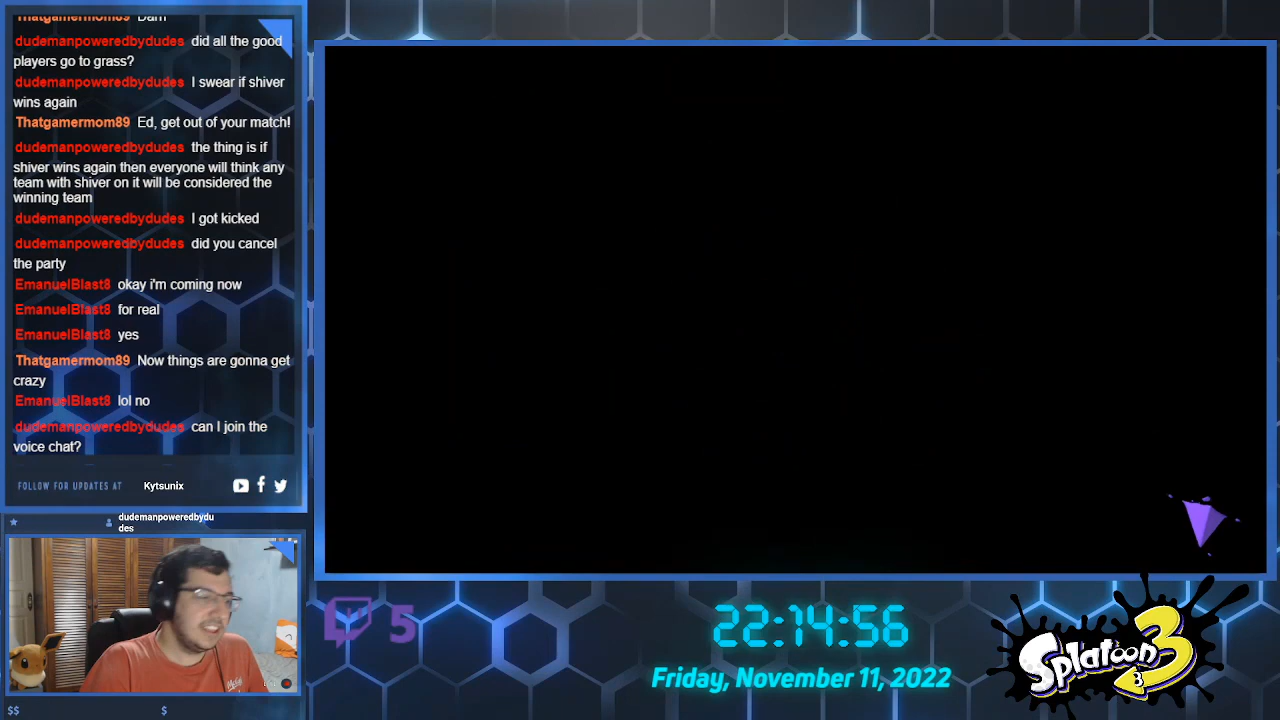 Thatgamermom89 Darn
dudemanpoweredbydudes did all the good
players go to grass?
dudemanpoweredbydudes I swear if shiver
wins again
Thatgamermom89 Ed, get out of your match!
dudemanpoweredbydudes the thing is if
shiver wins again then everyone will think any
team with shiver on it will be considered the
winning team
dudemanpoweredbydudes I got kicked
dudemanpoweredbydudes did you cancel
the party
EmanuelBlast8 okay i'm coming now
EmanuelBlast8 for real
EmanuelBlast8 yes
Thatgamermom89 Now things are gonna get
crazy
EmanuelBlast8 lol no
dudemanpoweredbydudes can I join the
voice chat?
FOLLOW FOR UPDATES AT Kytsunix
dudemanpoweredbydu
des
$$ $
5
22:14:56
Friday, November 11, 2022
Splatoon 3